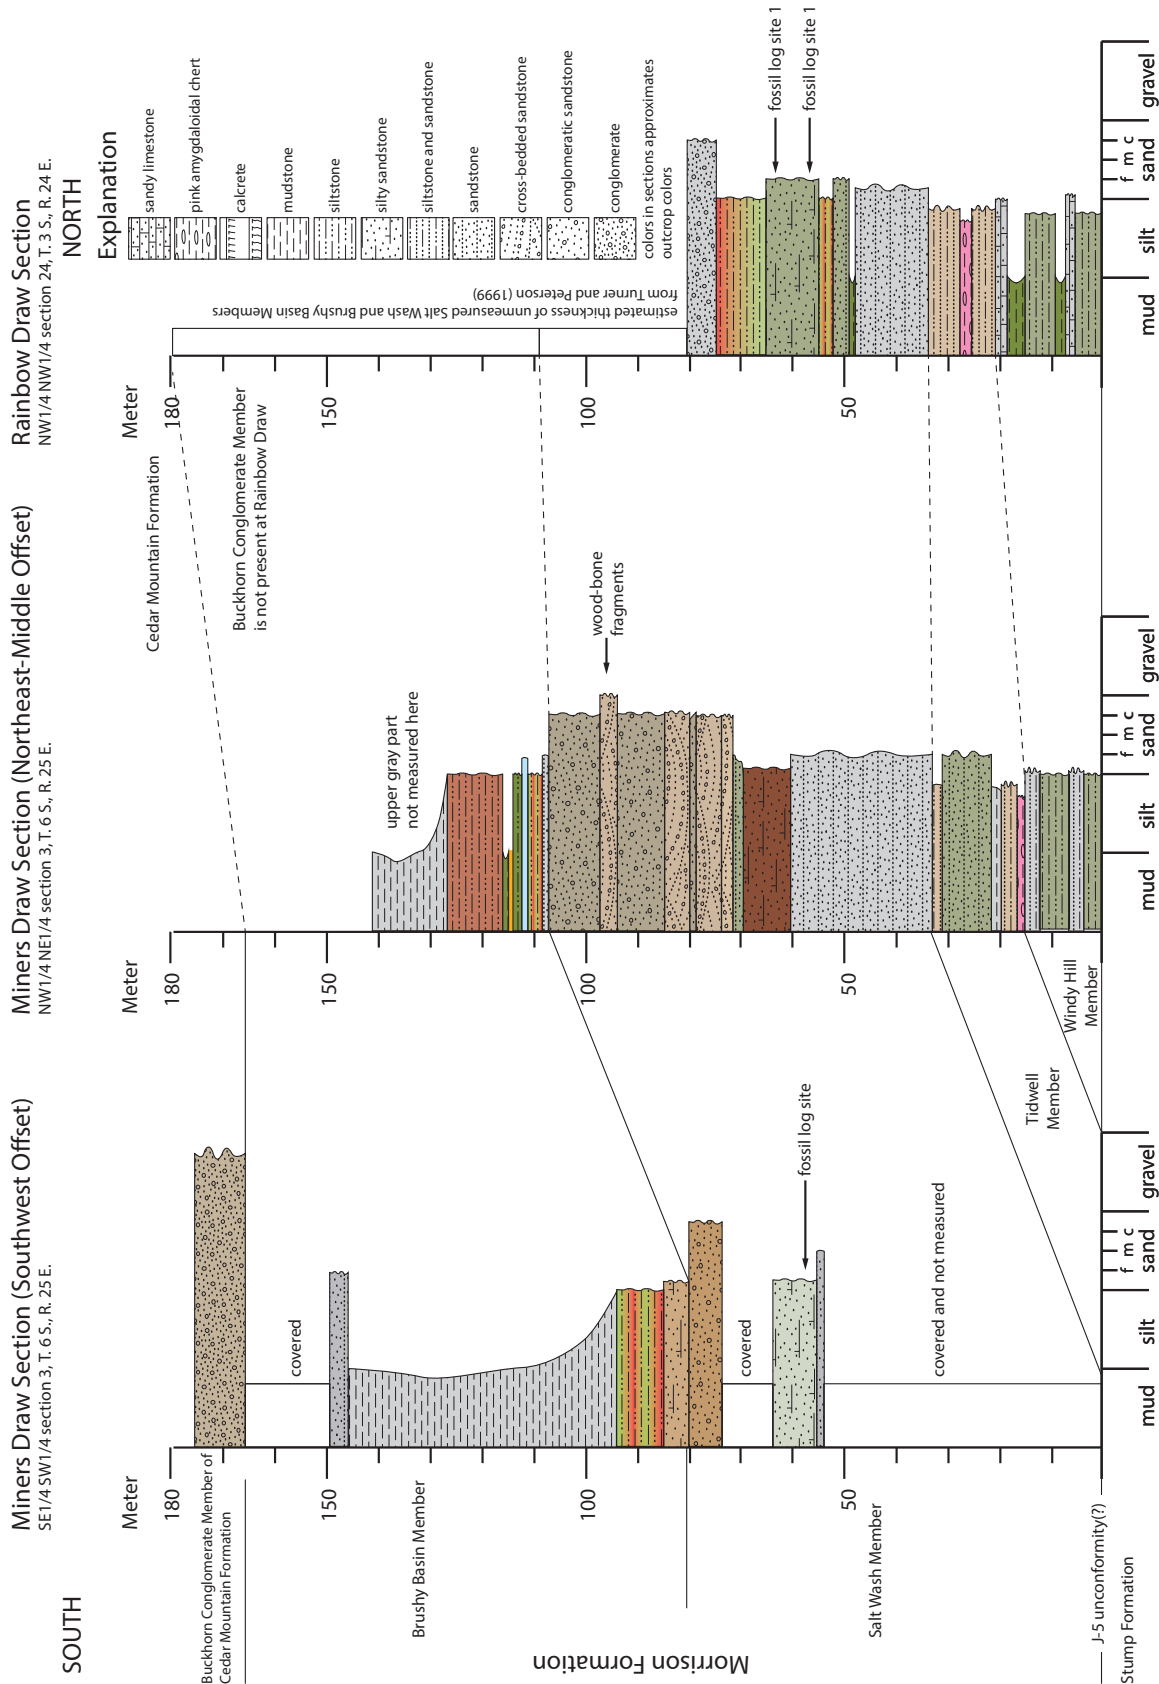 SOUTH
Miners Draw Section (Southwest Offset)
SE1/4 SW1/4 section 3, T. 6 S., R. 25 E.
Miners Draw Section (Northeast-Middle Offset)
NW1/4 NE1/4 section 3, T. 6 S., R. 25 E.
Rainbow Draw Section
NW1/4 NW1/4 section 24, T. 3 S., R. 24 E.
NORTH
Explanation
sandy limestone
pink amygdaloidal chert
calcrete
mudstone
siltstone
silty sandstone
siltstone and sandstone
sandstone
cross-bedded sandstone
conglomeratic sandstone
conglomerate
colors in sections approximates
outcrop colors
Meter
180
150
100
50
Buckhorn Conglomerate Member of
Cedar Mountain Formation
Brushy Basin Member
Morrison Formation
Salt Wash Member
J-5 unconformity(?)
Stump Formation
covered
covered
fossil log site
covered and not measured
mud
silt
f m c
sand
gravel
Meter
180
150
100
50
upper gray part
not measured here
wood-bone
fragments
Tidwell
Member
Windy Hill
Member
mud
silt
f m c
sand
gravel
Cedar Mountain Formation
Buckhorn Conglomerate Member
is not present at Rainbow Draw
Meter
180
150
100
50
estimated thickness of unmeasured Salt Wash and Brushy Basin Members
from Turner and Peterson (1999)
fossil log site 1
fossil log site 1
mud
silt
f m c
sand
gravel